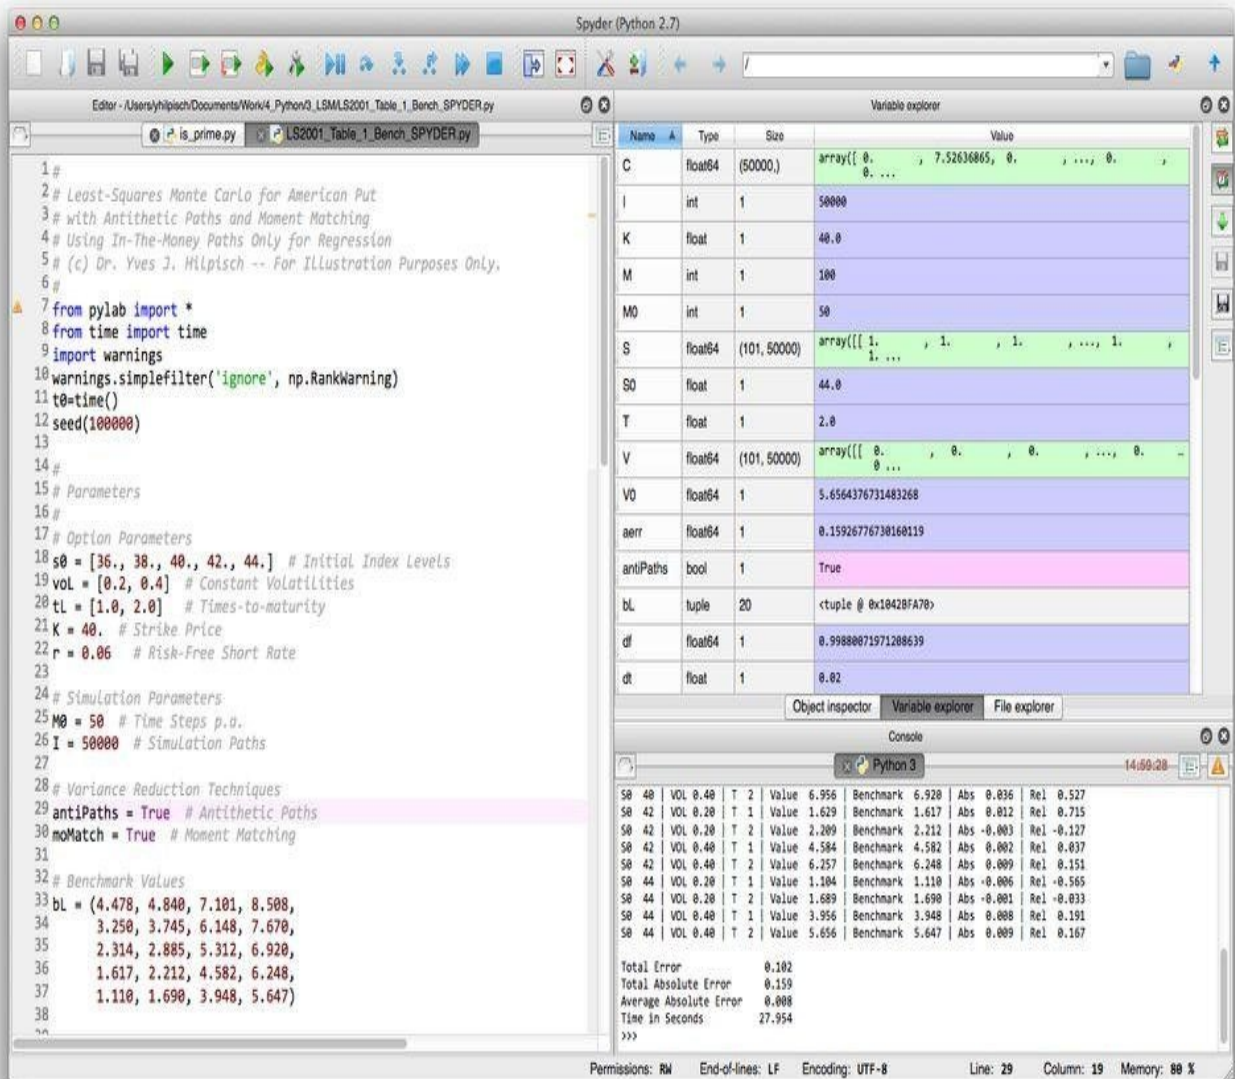 Spyder (Python 2.7)
/
Editor - /Users/yhilpisch/Documents/Work/4_Python/3_LSM/LS2001_Table_1_Bench_SPYDER.py
is_prime.py
LS2001_Table_1_Bench_SPYDER.py
1 #
2 # Least-Squares Monte Carlo for American Put
3 # with Antithetic Paths and Moment Matching
4 # Using In-The-Money Paths Only for Regression
5 # (c) Dr. Yves J. Hilpisch -- For Illustration Purposes Only.
6 #
7 from pylab import *
8 from time import time
9 import warnings
10 warnings.simplefilter('ignore', np.RankWarning)
11 t0=time()
12 seed(100000)
13
14 #
15 # Parameters
16 #
17 # Option Parameters
18 s0 = [36., 38., 40., 42., 44.] # Initial Index Levels
19 voL = [0.2, 0.4] # Constant Volatilities
20 tL = [1.0, 2.0] # Times-to-maturity
21 K = 40. # Strike Price
22 r = 0.06 # Risk-Free Short Rate
23
24 # Simulation Parameters
25 M0 = 50 # Time Steps p.a.
26 I = 50000 # Simulation Paths
27
28 # Variance Reduction Techniques
29 antiPaths = True # Antithetic Paths
30 moMatch = True # Moment Matching
31
32 # Benchmark Values
33 bL = (4.478, 4.840, 7.101, 8.508,
34 3.250, 3.745, 6.148, 7.670,
35 2.314, 2.885, 5.312, 6.920,
36 1.617, 2.212, 4.582, 6.248,
37 1.110, 1.690, 3.948, 5.647)
38
Variable explorer
Name Type Size Value
C float64 (50000,) array([ 0. , 7.52636865, 0. , ..., 0. ,
0. ...
I int 1 50000
K float 1 40.0
M int 1 100
M0 int 1 50
S float64 (101, 50000) array([[ 1. , 1. , 1. , ..., 1. ,
1. ...
S0 float 1 44.0
T float 1 2.0
V float64 (101, 50000) array([[ 0. , 0. , 0. , ..., 0. …
0 ...
V0 float64 1 5.6564376731483268
aerr float64 1 0.15926776730160119
antiPaths bool 1 True
bL tuple 20 <tuple @ 0x1042BFA70>
df float64 1 0.99880071971208639
dt float 1 0.02
Object inspector Variable explorer File explorer
Console
Python 3
14:59:28
S0 40 | VOL 0.40 | T 2 | Value 6.956 | Benchmark 6.920 | Abs 0.036 | Rel 0.527
S0 42 | VOL 0.20 | T 1 | Value 1.629 | Benchmark 1.617 | Abs 0.012 | Rel 0.715
S0 42 | VOL 0.20 | T 2 | Value 2.209 | Benchmark 2.212 | Abs -0.003 | Rel -0.127
S0 42 | VOL 0.40 | T 1 | Value 4.584 | Benchmark 4.582 | Abs 0.002 | Rel 0.037
S0 42 | VOL 0.40 | T 2 | Value 6.257 | Benchmark 6.248 | Abs 0.009 | Rel 0.151
S0 44 | VOL 0.20 | T 1 | Value 1.104 | Benchmark 1.110 | Abs -0.006 | Rel -0.565
S0 44 | VOL 0.20 | T 2 | Value 1.689 | Benchmark 1.690 | Abs -0.001 | Rel -0.033
S0 44 | VOL 0.40 | T 1 | Value 3.956 | Benchmark 3.948 | Abs 0.008 | Rel 0.191
S0 44 | VOL 0.40 | T 2 | Value 5.656 | Benchmark 5.647 | Abs 0.009 | Rel 0.167
Total Error 0.102
Total Absolute Error 0.159
Average Absolute Error 0.008
Time in Seconds 27.954
>>>
Permissions: RW End-of-lines: LF Encoding: UTF-8 Line: 29 Column: 19 Memory: 80 %